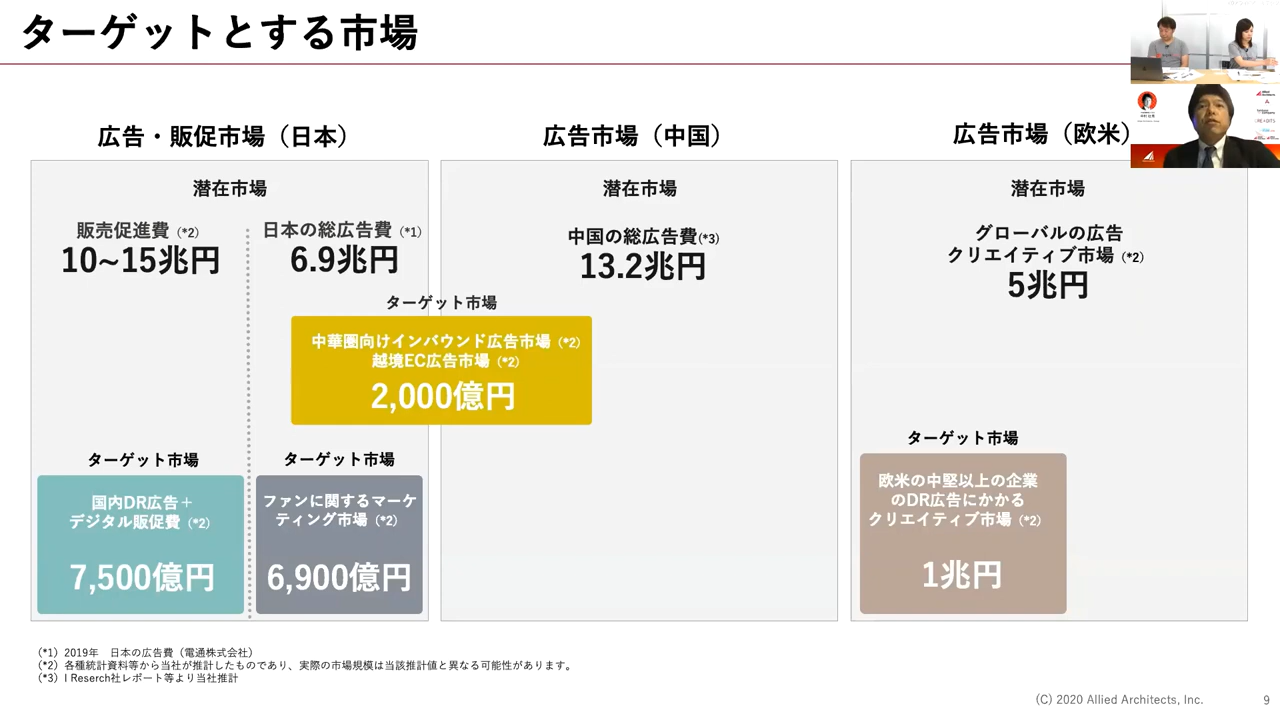 ターゲットとする市場
広告・販促市場（日本）
潜在市場
販売促進費（*2）
10~15兆円
日本の総広告費（*1）
6.9兆円
広告市場（中国）
潜在市場
中国の総広告費(*3)
13.2兆円
広告市場（欧米）
潜在市場
グローバルの広告
クリエイティブ市場（*2）
5兆円
ターゲット市場
中華圏向けインバウンド広告市場（*2）
越境EC広告市場（*2）
2,000億円
ターゲット市場
国内DR広告＋
デジタル販促費（*2）
7,500億円
ターゲット市場
ファンに関するマーケ
ティング市場（*2）
6,900億円
ターゲット市場
欧米の中堅以上の企業
のDR広告にかかる
クリエイティブ市場（*2）
1兆円
（*1）2019年　日本の広告費（電通株式会社）
（*2）各種統計資料等から当社が推計したものであり、実際の市場規模は当該推計値と異なる可能性があります。
（*3）I Reserch社レポート等より当社推計
(C) 2020 Allied Architects, Inc.
9